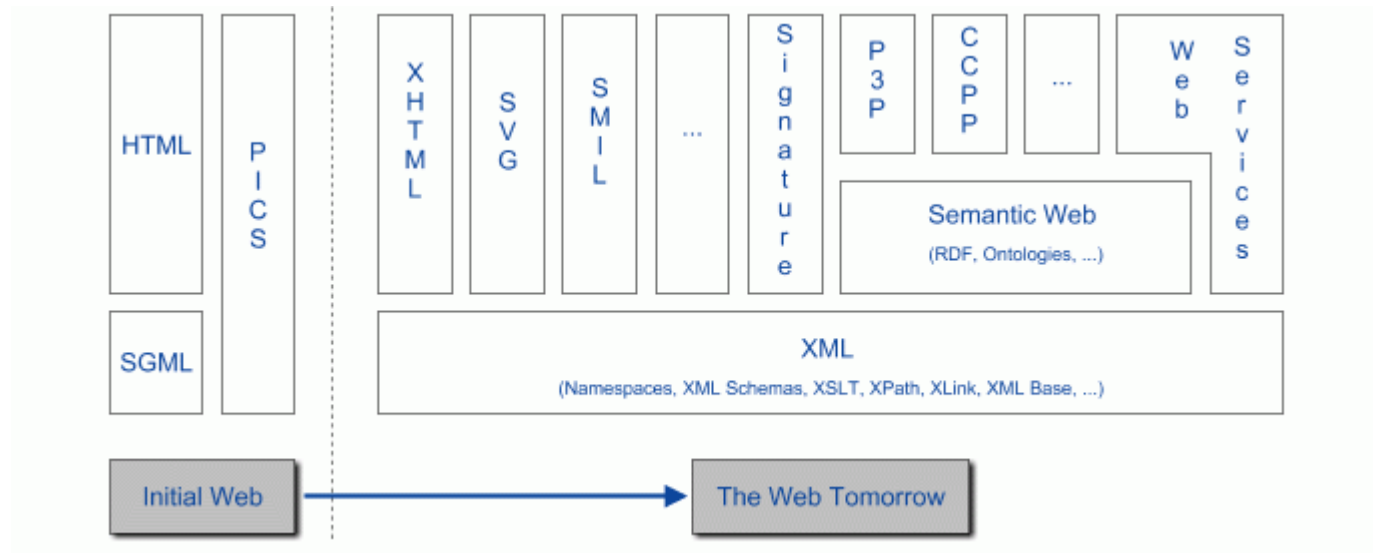 HTML
PICS
SGML
XHTML
SVG
SMIL
...
Signature
P3P
CCPP
...
Web
Services
Semantic Web
(RDF, Ontologies, ...)
XML
(Namespaces, XML Schemas, XSLT, XPath, XLink, XML Base, ...)
Initial Web
The Web Tomorrow